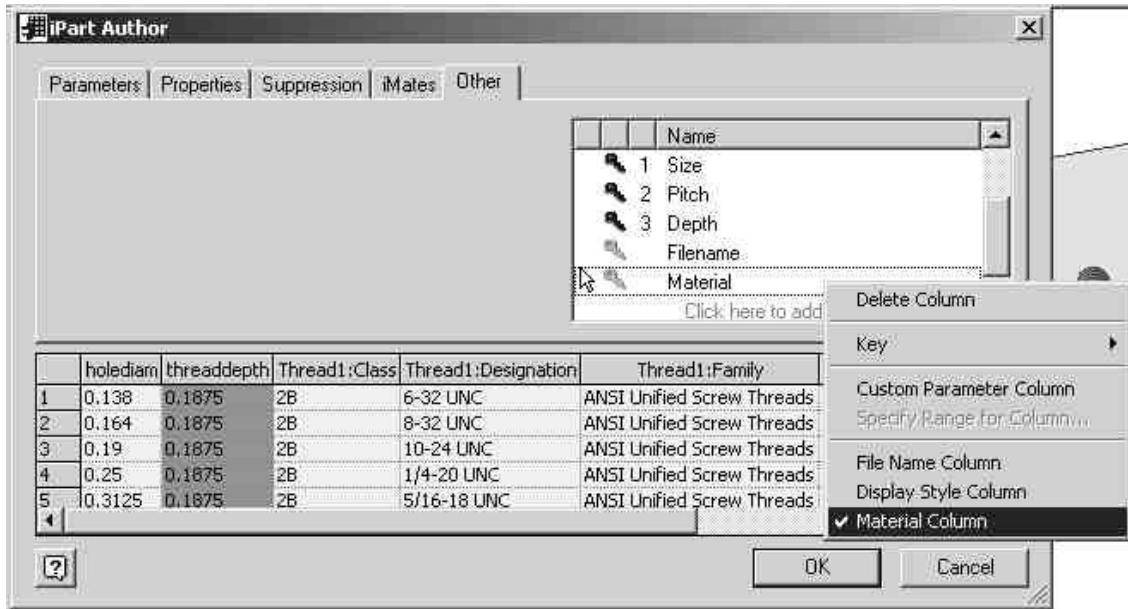 iPart Author
Parameters Properties Suppression iMates Other
Name
1 Size
2 Pitch
3 Depth
Filename
Material
Click here to add
Delete Column
Key
Custom Parameter Column
Specify Range for Column...
File Name Column
Display Style Column
Material Column
holediam threaddepth Thread1:Class Thread1:Designation Thread1:Family
1 0.138 0.1875 2B 6-32 UNC ANSI Unified Screw Threads
2 0.164 0.1875 2B 8-32 UNC ANSI Unified Screw Threads
3 0.19 0.1875 2B 10-24 UNC ANSI Unified Screw Threads
4 0.25 0.1875 2B 1/4-20 UNC ANSI Unified Screw Threads
5 0.3125 0.1875 2B 5/16-18 UNC ANSI Unified Screw Threads
OK Cancel